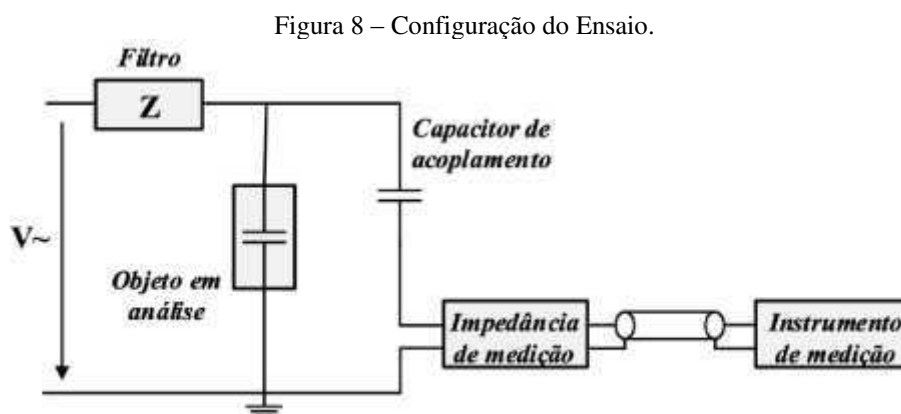 Figura 8 – Configuração do Ensaio.
Filtro
Z
Capacitor de
acoplamento
V~
Objeto em
análise
Impedância
de medição
Instrumento
de medição